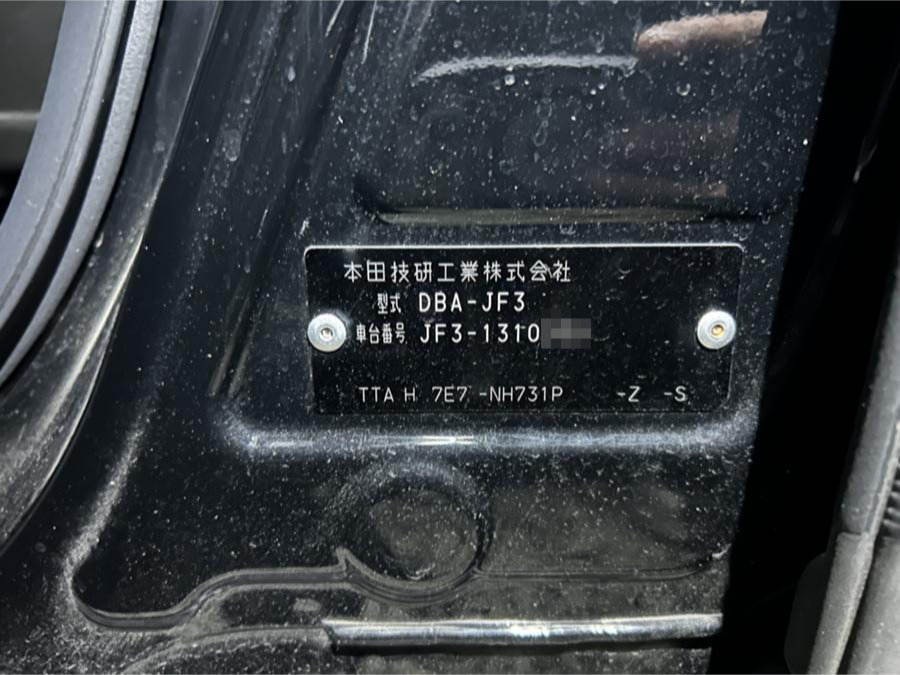 本田技研工業株式会社
型式 DBA-JF3
車台番号 JF3-1310
TTA H 7E7 -NH731P -Z -S